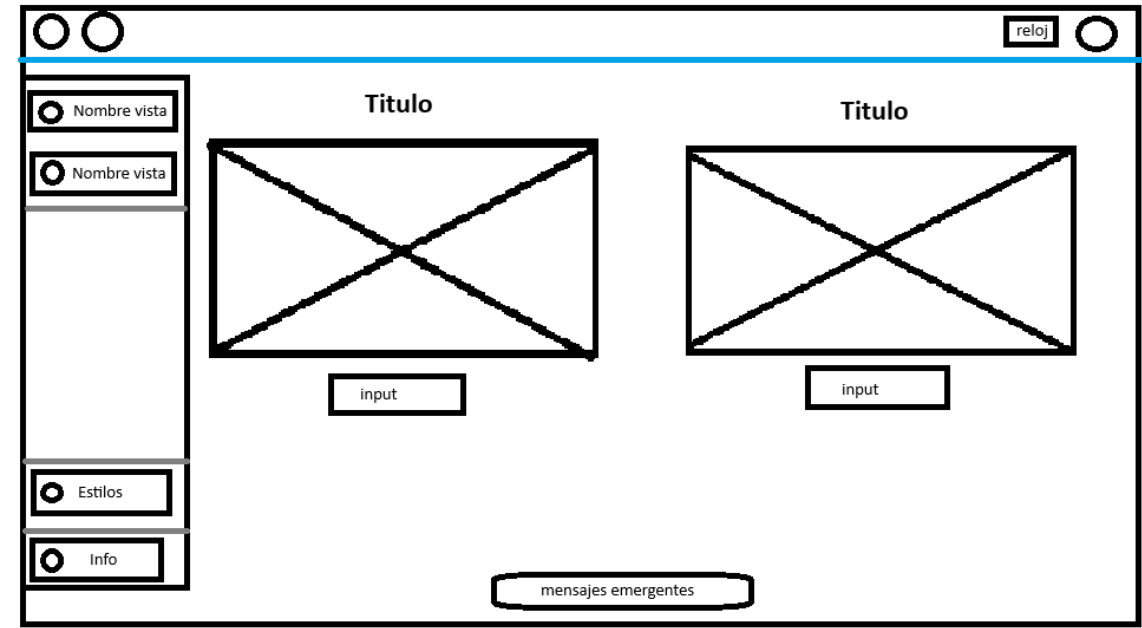 reloj
Nombre vista
Nombre vista
Titulo
Titulo
input
input
Estilos
Info
mensajes emergentes